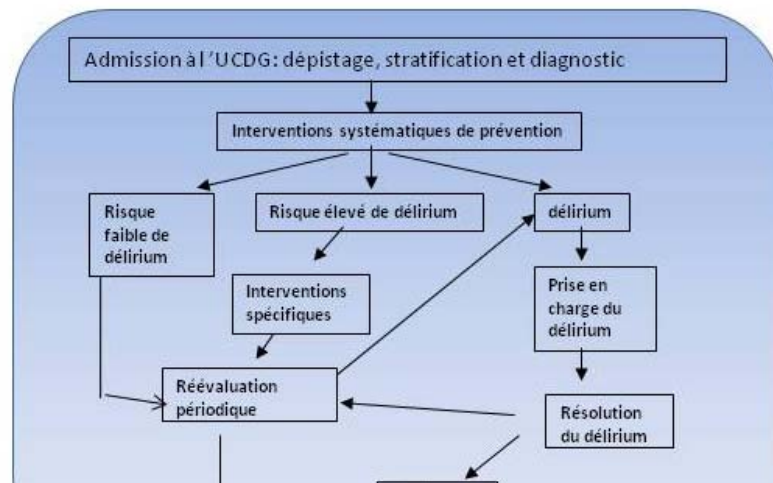 Admission à l'UCDG: dépistage, stratification et diagnostic
Interventions systématiques de prévention
Risque
faible de
délirium
Risque élevé de délirium
délirium
Interventions
spécifiques
Prise en
charge du
délirium
Réévaluation
périodique
Résolution
du délirium